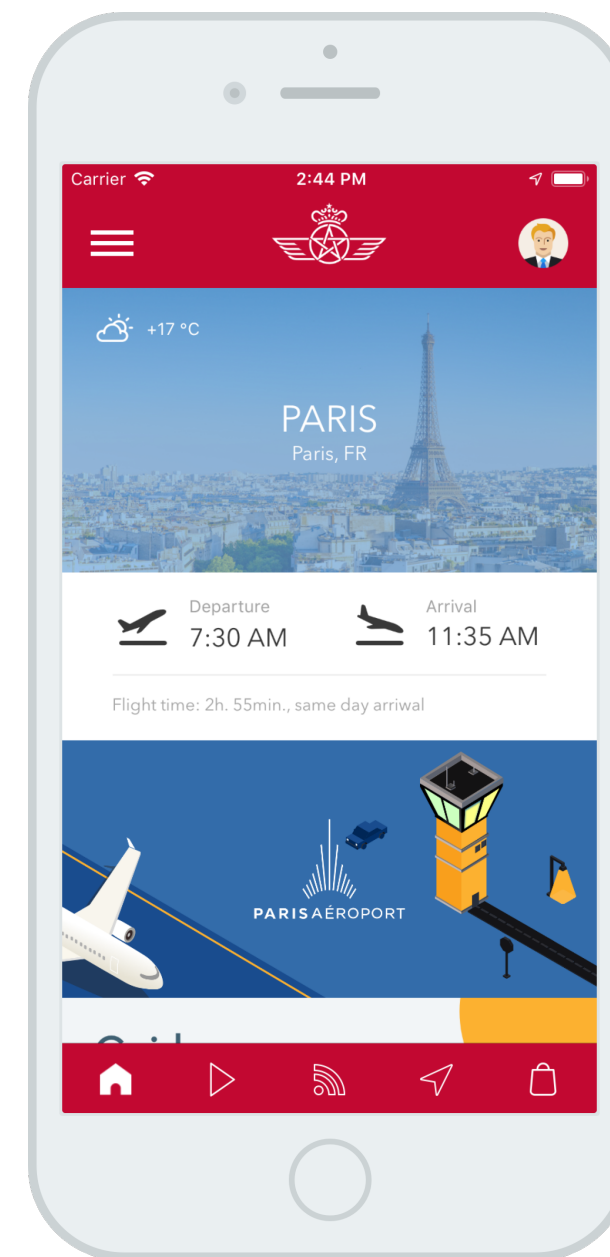 Carrier 2:44 PM
+17 °C
PARIS
Paris, FR
Departure Arrival
7:30 AM 11:35 AM
Flight time: 2h. 55min., same day arriwal
PARISAÉROPORT